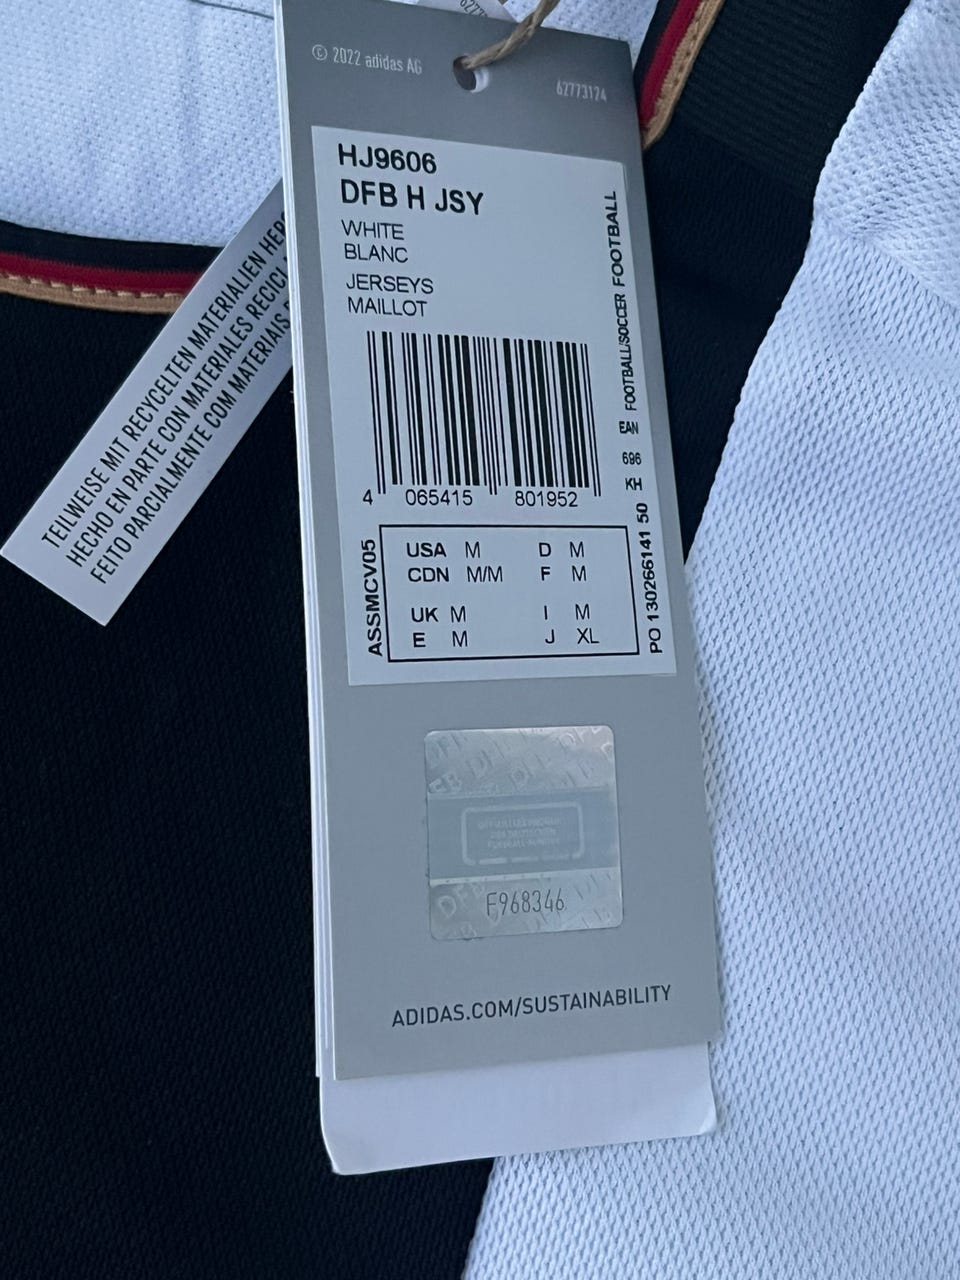 © 2022 adidas AG
62773124
HJ9606
DFB H JSY
WHITE
BLANC
JERSEYS
MAILLOT
FOOTBALL/SOCCER FOOTBALL
EAN
696
KH
PO 130266141 50
4 065415 801952
ASSMCV05
USA M D M
CDN M/M F M
UK M I M
E M J XL
TEILWEISE MIT RECYCELTEN MATERIALIEN
HECHO EN PARTE CON MATERIALES
FEITO PARCIALMENTE COM MATERIAIS
DFB
F968346
ADIDAS.COM/SUSTAINABILITY